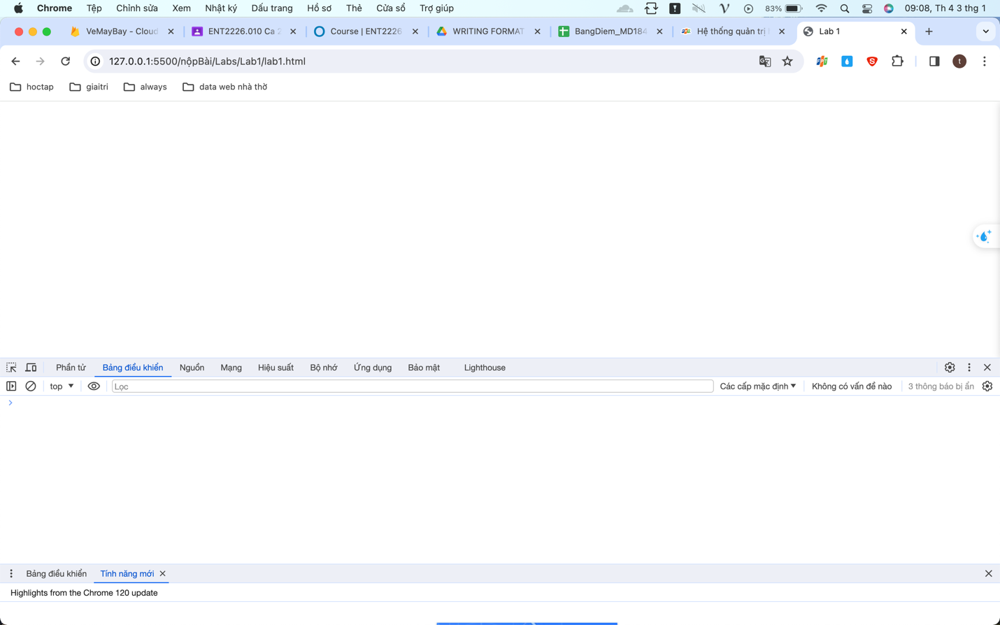 Chrome Tệp Chỉnh sửa Xem Nhật ký Dấu trang Hồ sơ Thẻ Cửa sổ Trợ giúp 83% 09:08, Th 4 3 thg 1
VeMayBay - Cloud ENT2226.010 Ca 2 Course | ENT2226 WRITING FORMAT BangDiem_MD184 Hệ thống quản trị Lab 1
127.0.0.1:5500/nộpBài/Labs/Lab1/lab1.html t
hoctap giaitri always data web nhà thờ
Phần tử Bảng điều khiển Nguồn Mạng Hiệu suất Bộ nhớ Ứng dụng Bảo mật Lighthouse
top Lọc Các cấp mặc định Không có vấn đề nào 3 thông báo bị ẩn
Bảng điều khiển Tính năng mới
Highlights from the Chrome 120 update